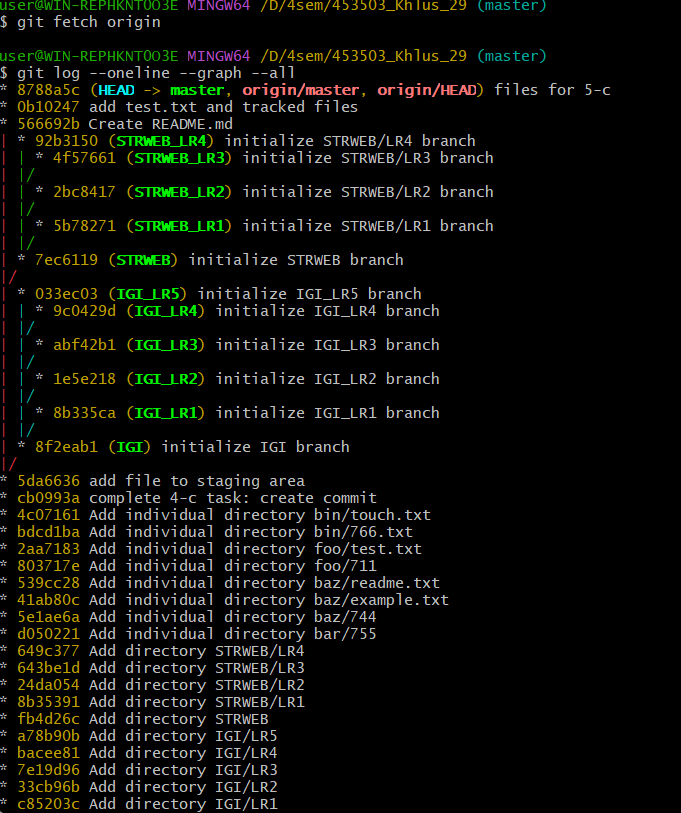 user@WIN-REPHKNTOO3E MINGW64 /D/4sem/453503_Khlus_29 (master)
$ git fetch origin
user@WIN-REPHKNTOO3E MINGW64 /D/4sem/453503_Khlus_29 (master)
$ git log --oneline --graph --all
* 8788a5c (HEAD -> master, origin/master, origin/HEAD) files for 5-c
* 0b10247 add test.txt and tracked files
* 566692b Create README.md
| * 92b3150 (STRWEB_LR4) initialize STRWEB/LR4 branch
| | * 4f57661 (STRWEB_LR3) initialize STRWEB/LR3 branch
| |/
| | * 2bc8417 (STRWEB_LR2) initialize STRWEB/LR2 branch
| |/
| | * 5b78271 (STRWEB_LR1) initialize STRWEB/LR1 branch
| |/
| * 7ec6119 (STRWEB) initialize STRWEB branch
|/
| * 033ec03 (IGI_LR5) initialize IGI_LR5 branch
| | * 9c0429d (IGI_LR4) initialize IGI_LR4 branch
| |/
| | * abf42b1 (IGI_LR3) initialize IGI_LR3 branch
| |/
| | * 1e5e218 (IGI_LR2) initialize IGI_LR2 branch
| |/
| | * 8b335ca (IGI_LR1) initialize IGI_LR1 branch
| |/
| * 8f2eab1 (IGI) initialize IGI branch
|/
* 5da6636 add file to staging area
* cb0993a complete 4-c task: create commit
* 4c07161 Add individual directory bin/touch.txt
* bdcd1ba Add individual directory bin/766.txt
* 2aa7183 Add individual directory foo/test.txt
* 803717e Add individual directory foo/711
* 539cc28 Add individual directory baz/readme.txt
* 41ab80c Add individual directory baz/example.txt
* 5e1ae6a Add individual directory baz/744
* d050221 Add individual directory bar/755
* 649c377 Add directory STRWEB/LR4
* 643be1d Add directory STRWEB/LR3
* 24da054 Add directory STRWEB/LR2
* 8b35391 Add directory STRWEB/LR1
* fb4d26c Add directory STRWEB
* a78b90b Add directory IGI/LR5
* bacee81 Add directory IGI/LR4
* 7e19d96 Add directory IGI/LR3
* 33cb96b Add directory IGI/LR2
* c85203c Add directory IGI/LR1